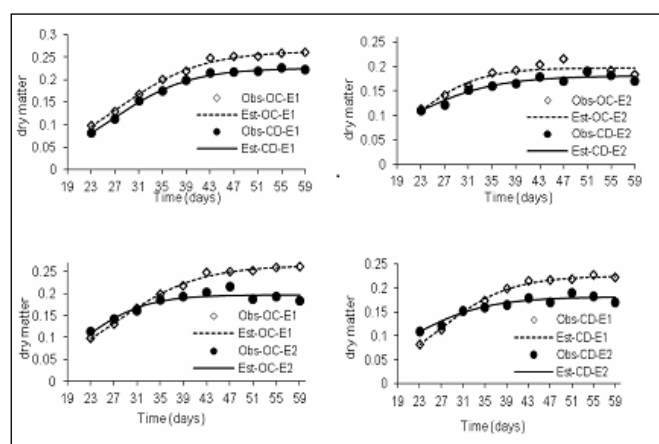 0.3
0.25
0.2
0.15
0.1
0.05
0
dry matter
Obs-OC-E1
Est-OC-E1
Obs-CD-E1
Est-CD-E1
19 23 27 31 35 39 43 47 51 55 59
Time (days)
0.25
0.2
0.15
0.1
0.05
0
dry matter
Obs-OC-E2
Est-OC-E2
Obs-CD-E2
Est-CD-E2
19 23 27 31 35 39 43 47 51 55 59
Time (days)
0.25
0.2
0.15
0.1
0.05
0
dry matter
Obs-OC-E1
Est-OC-E1
Obs-OC-E2
Est-OC-E2
19 23 27 31 35 39 43 47 51 55 59
Time (days)
0.25
0.2
0.15
0.1
0.05
0
dry matter
Obs-CD-E1
Est-CD-E1
Obs-CD-E2
Est-CD-E2
19 23 27 31 35 39 43 47 51 55 59
Time (days)